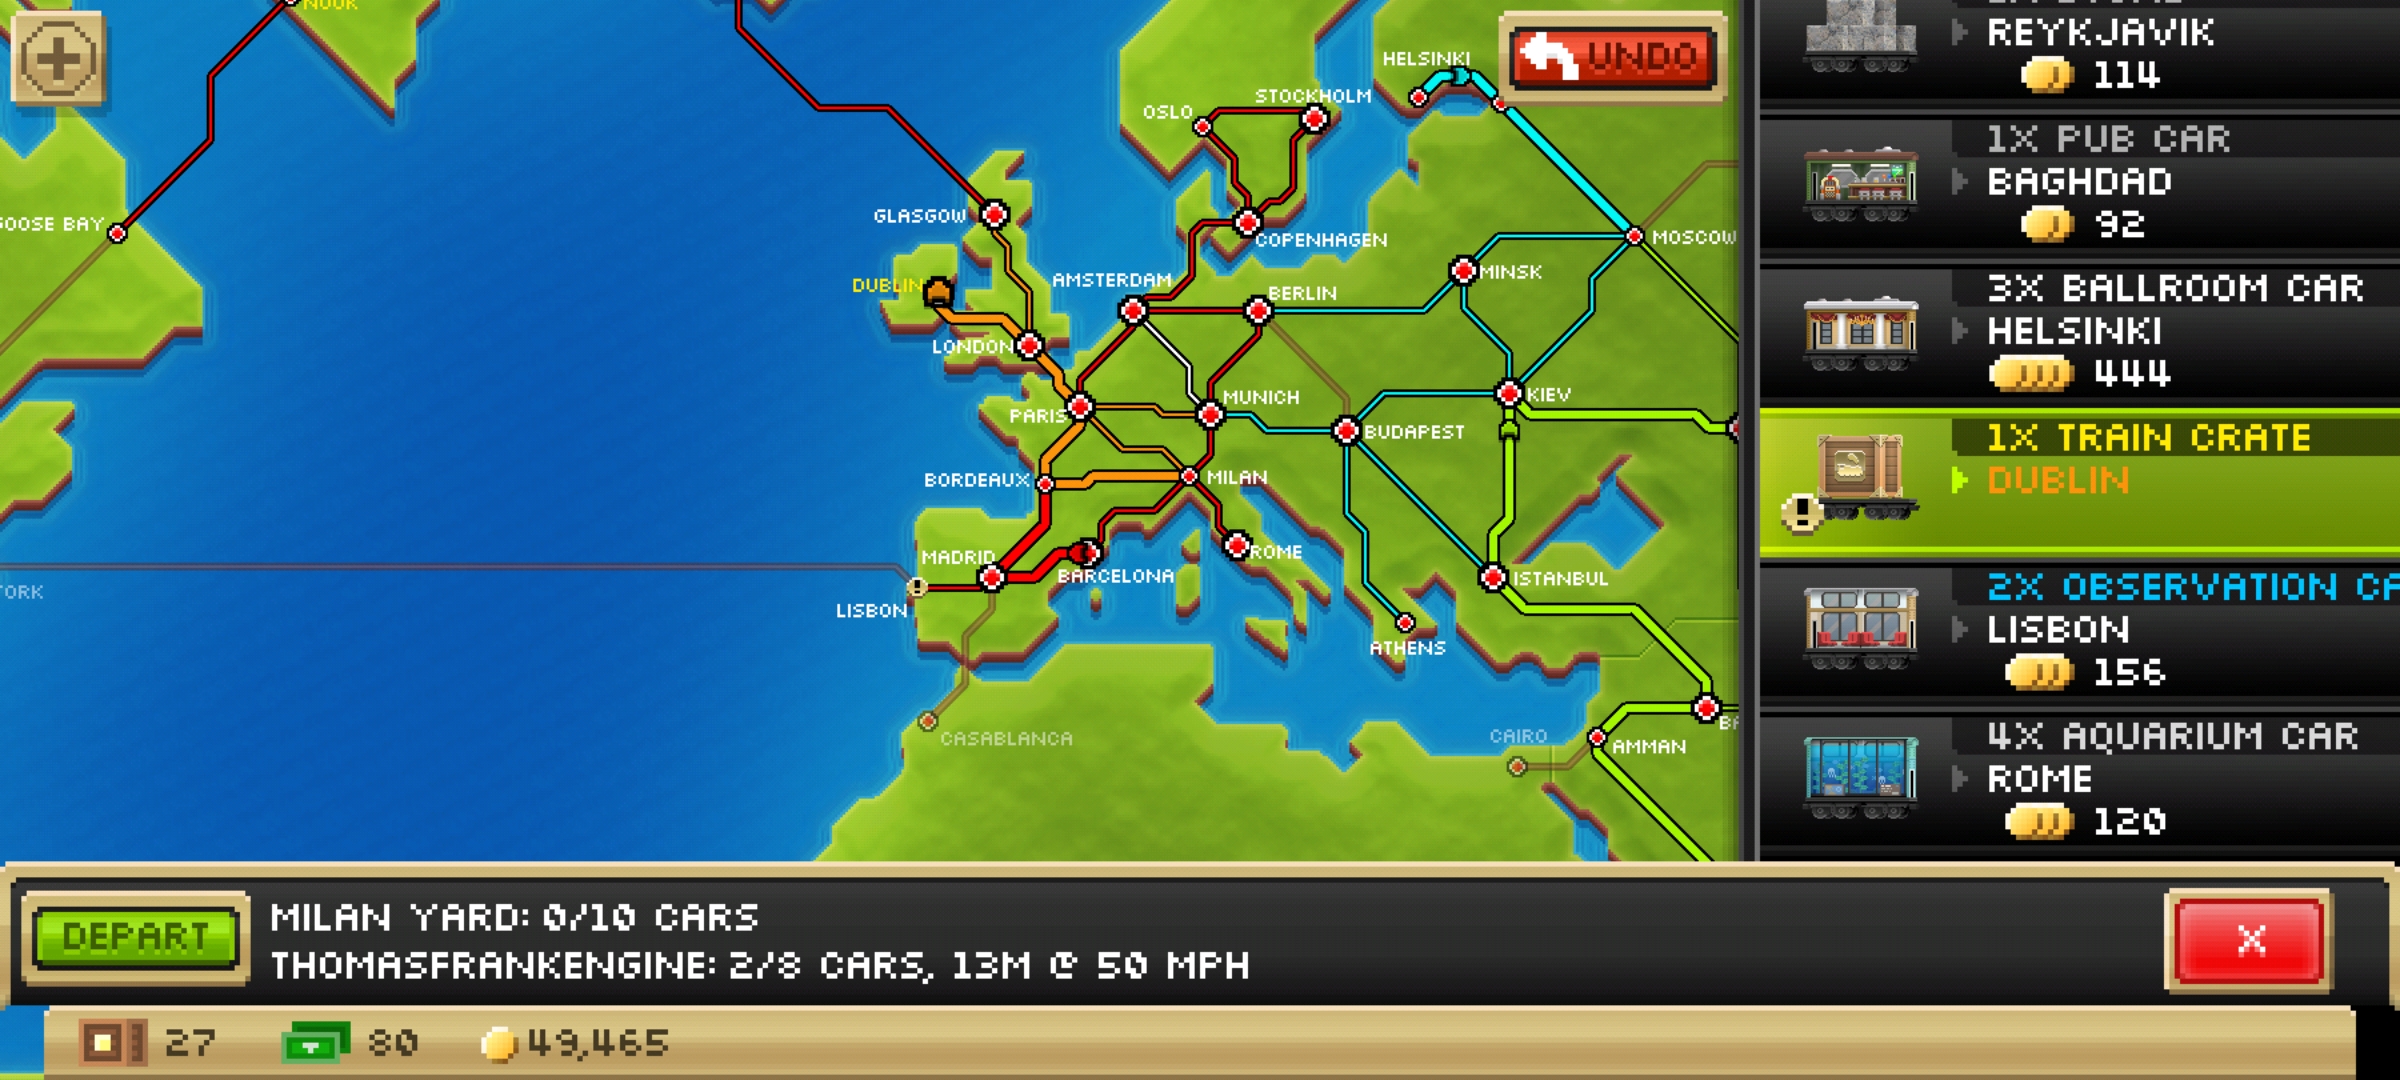 NUUK
HELSINKI
UNDO
STOCKHOLM
OSLO
GOOSE BAY
GLASGOW
COPENHAGEN
MOSCOW
DUBLIN
AMSTERDAM
BERLIN
MINSK
LONDON
PARIS
MUNICH
KIEV
BUDAPEST
BORDEAUX
MILAN
MADRID
BARCELONA
ROME
ISTANBUL
YORK
LISBON
ATHENS
CASABLANCA
CAIRO
AMMAN
BA
REYKJAVIK
114
1X PUB CAR
BAGHDAD
92
3X BALLROOM CAR
HELSINKI
444
1X TRAIN CRATE
DUBLIN
2X OBSERVATION CA
LISBON
156
4X AQUARIUM CAR
ROME
120
DEPART
MILAN YARD: 0/10 CARS
THOMASFRANKENGINE: 2/8 CARS, 13M @ 50 MPH
X
27 80 49,465